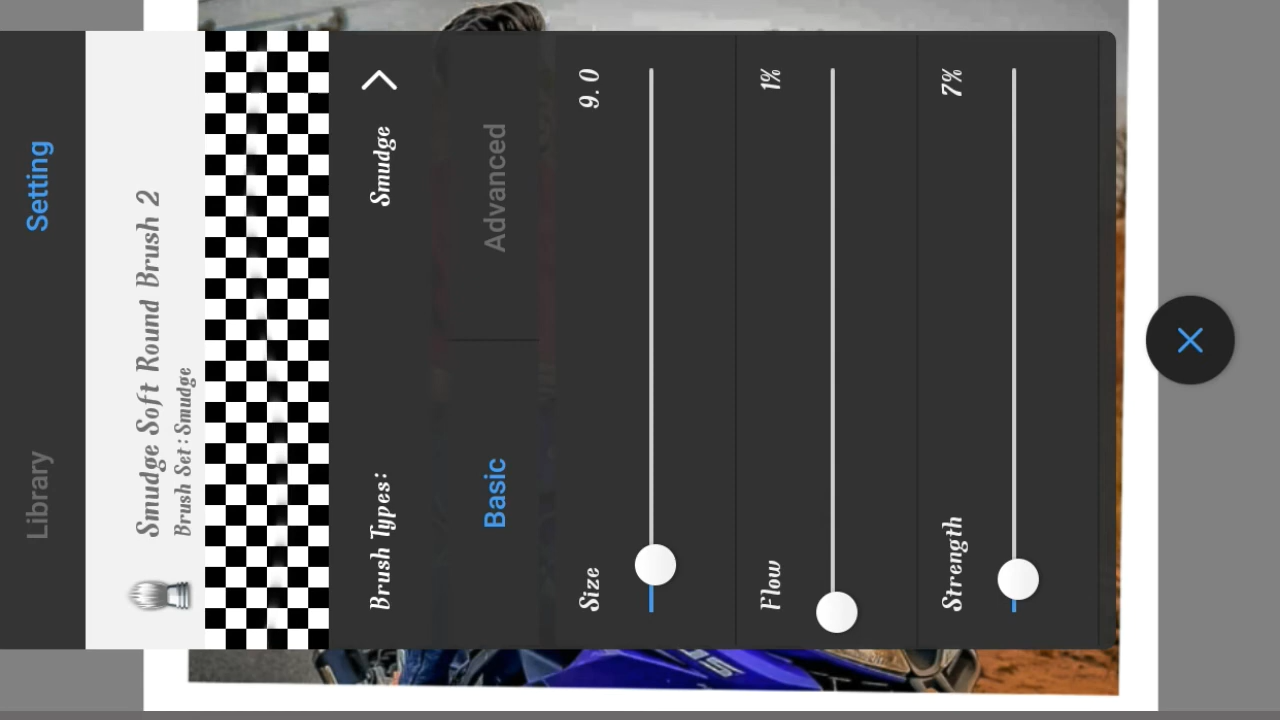 Library
Setting
Smudge Soft Round Brush 2
Brush Set : Smudge
Brush Types:
Smudge
Basic
Advanced
Size
9.0
Flow
1%
Strength
7%